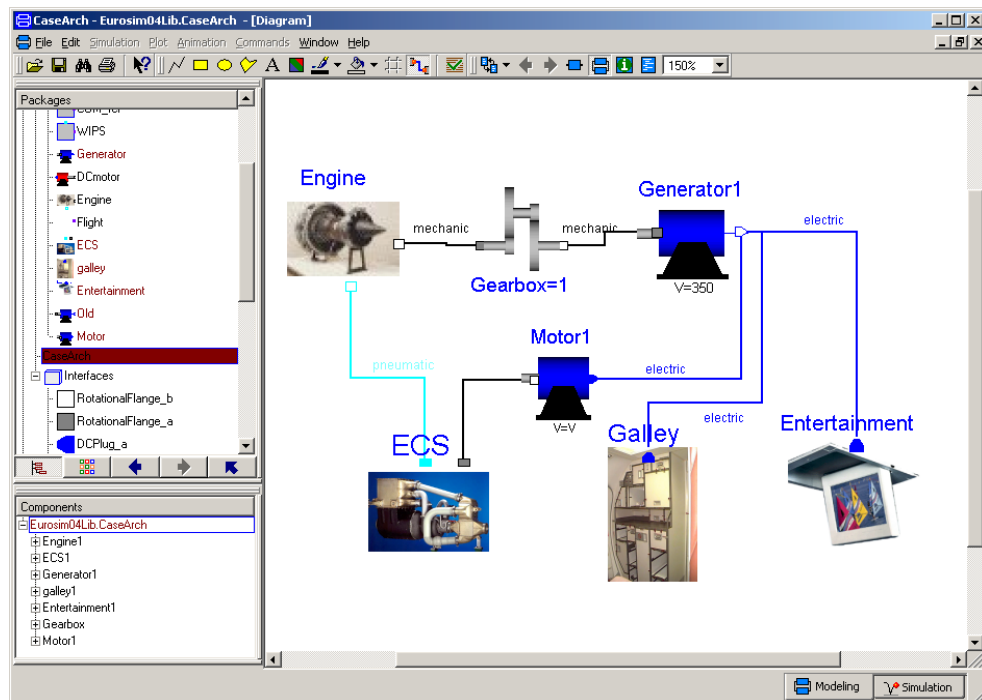 CaseArch - Eurosim04Lib.CaseArch - [Diagram]
File Edit Simulation Plot Animation Commands Window Help
150%
Packages
WIPS
Generator
DCmotor
Engine
Flight
ECS
galley
Entertainment
Old
Motor
CaseArch
Interfaces
RotationalFlange_b
RotationalFlange_a
DCPlug_a
Components
Eurosim04Lib.CaseArch
Engine1
ECS1
Generator1
galley1
Entertainment1
Gearbox
Motor1
Engine
Generator1
mechanic
mechanic
electric
Gearbox=1
V=350
Motor1
pneumatic
electric
V=V
electric
ECS
Galley
Entertainment
Modeling
Simulation